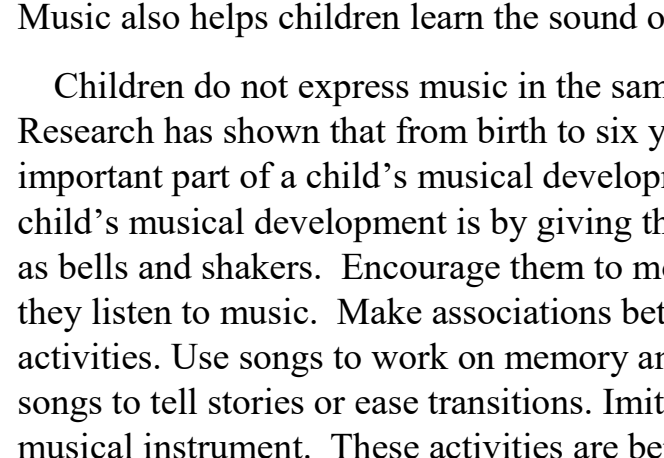 Music also helps children learn the sound o
Children do not express music in the sam
Research has shown that from birth to six y
important part of a child’s musical develop
child’s musical development is by giving th
as bells and shakers.  Encourage them to m
they listen to music.  Make associations bet
activities. Use songs to work on memory an
songs to tell stories or ease transitions. Imit
musical instrument.  These activities are be